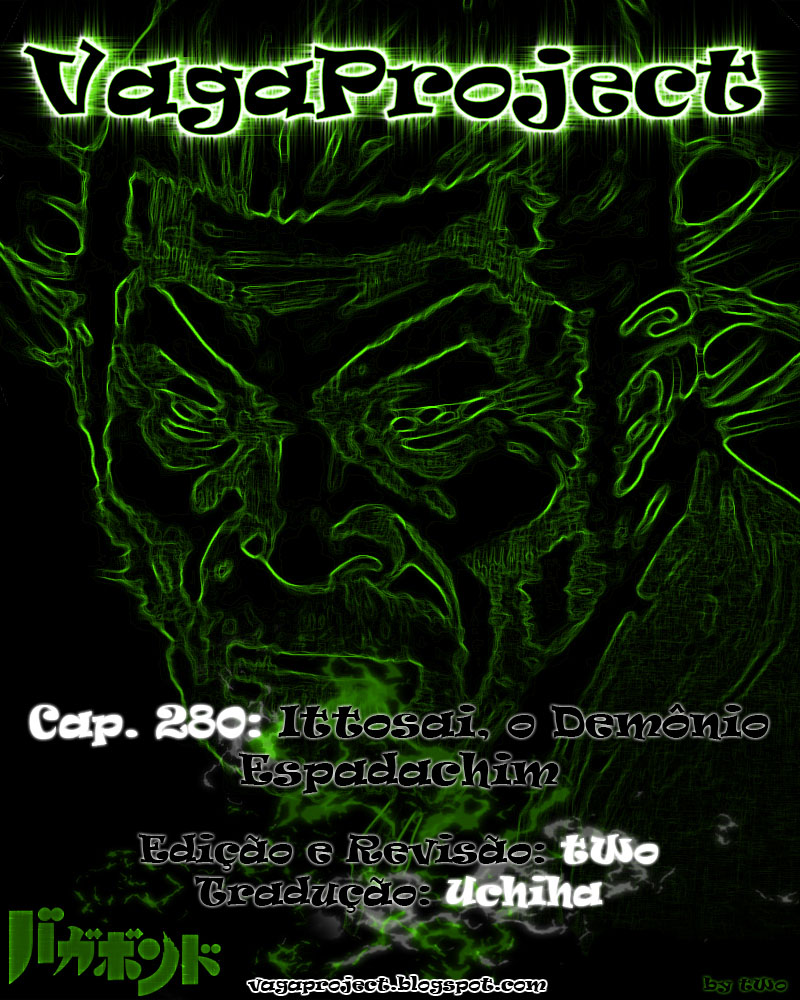 VagaProject
Cap. 280: Ittosai, o Demônio
Espadachim
Edição e Revisão: tWo
Tradução: Uchiha
バガボンド
vagaproject.blogspot.com
by tWo